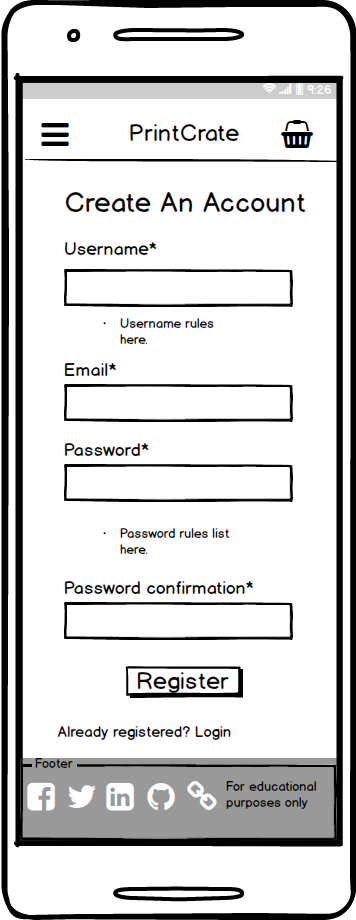 9:26
PrintCrate
Create An Account
Username*
· Username rules
here.
Email*
Password*
· Password rules list
here.
Password confirmation*
Register
Already registered? Login
Footer
For educational
purposes only